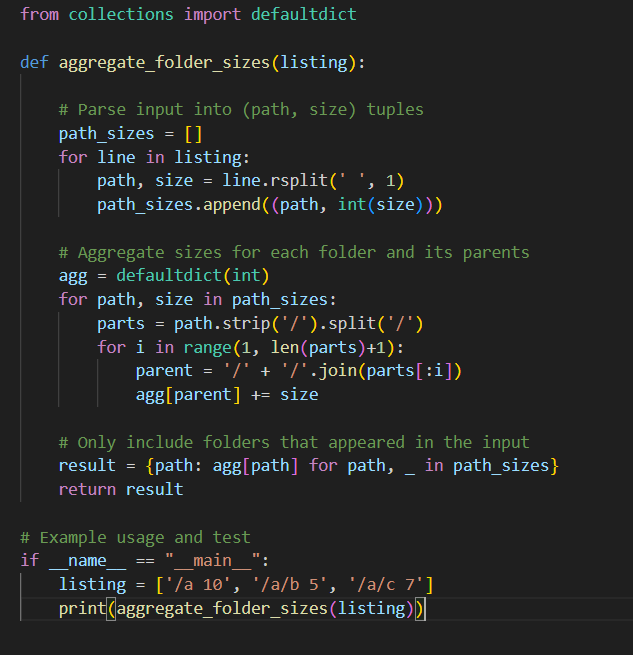 from collections import defaultdict
def aggregate_folder_sizes(listing):
# Parse input into (path, size) tuples
path_sizes = []
for line in listing:
path, size = line.rsplit(' ', 1)
path_sizes.append((path, int(size)))
# Aggregate sizes for each folder and its parents
agg = defaultdict(int)
for path, size in path_sizes:
parts = path.strip('/').split('/')
for i in range(1, len(parts)+1):
parent = '/' + '/'.join(parts[:i])
agg[parent] += size
# Only include folders that appeared in the input
result = {path: agg[path] for path, _ in path_sizes}
return result
# Example usage and test
if __name__ == "__main__":
listing = ['/a 10', '/a/b 5', '/a/c 7']
print(aggregate_folder_sizes(listing))